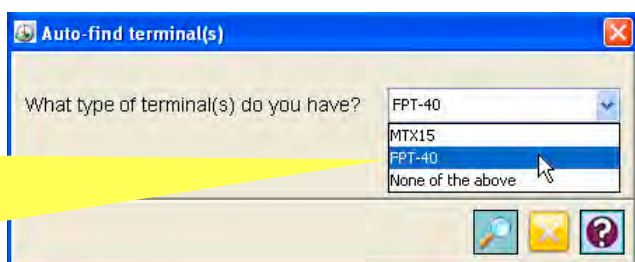 Auto-find terminal(s)
What type of terminal(s) do you have? FPT-40
MTX15
FPT-40
None of the above
?